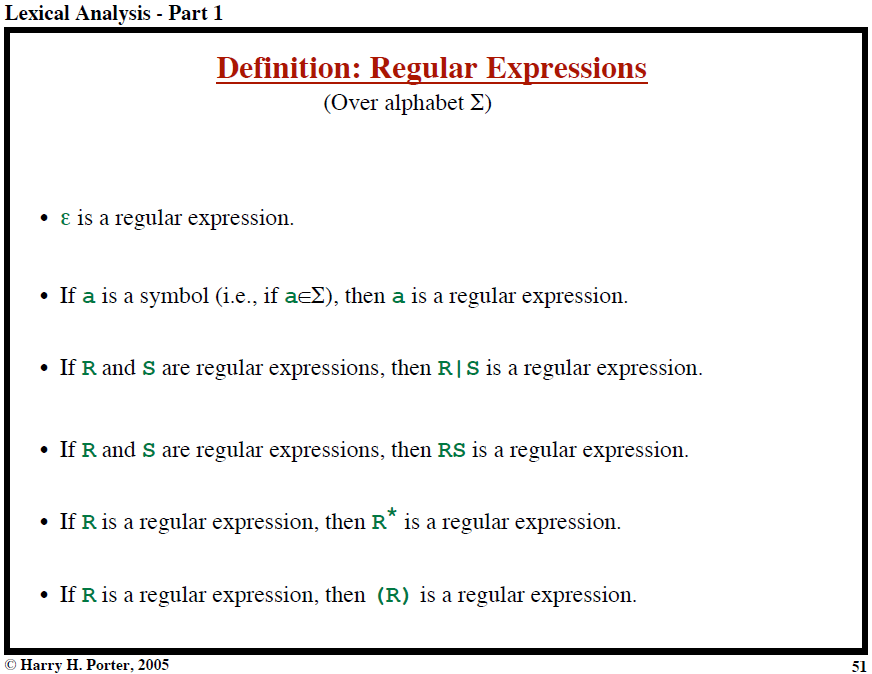 Lexical Analysis - Part 1
Definition: Regular Expressions
(Over alphabet Σ)
• ε is a regular expression.
• If a is a symbol (i.e., if a∈Σ), then a is a regular expression.
• If R and S are regular expressions, then R|S is a regular expression.
• If R and S are regular expressions, then RS is a regular expression.
• If R is a regular expression, then R* is a regular expression.
• If R is a regular expression, then (R) is a regular expression.
© Harry H. Porter, 2005
51